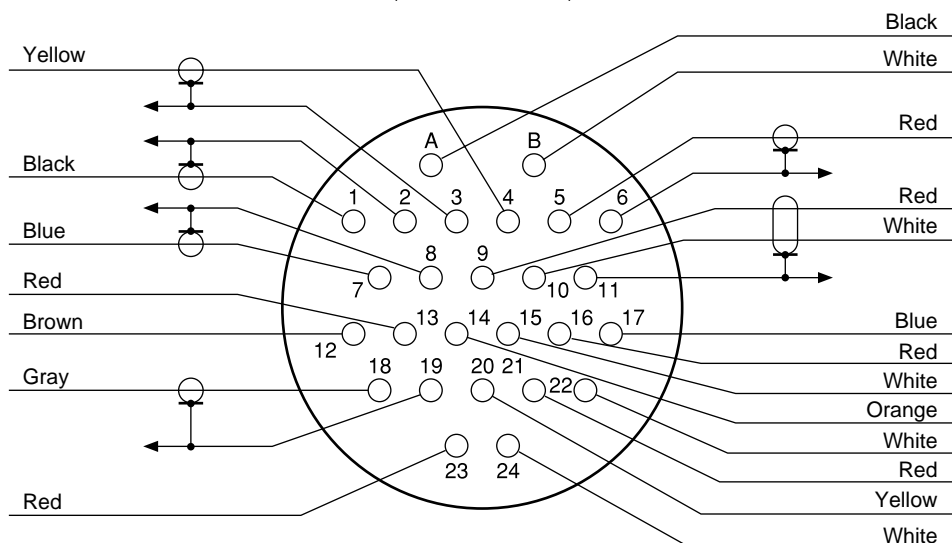 Black
Yellow
White
A B
Red
Black
1 2 3 4 5 6
Red
White
Blue
8 9
7 10 11
Red
Brown
13 14 15 16 17
Blue
12
Red
Gray
18 19 20 21 22
White
Orange
White
23 24
Red
Red
Yellow
White